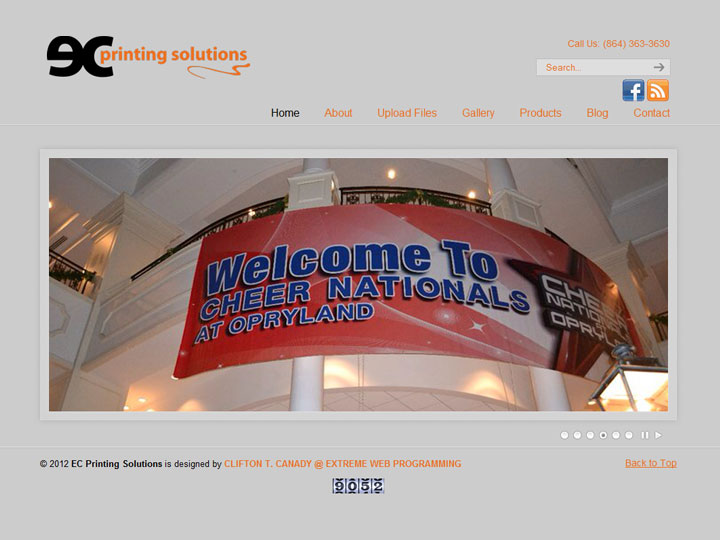 EC printing solutions
Call Us: (864) 363-3630
Search...
Home About Upload Files Gallery Products Blog Contact
Welcome To
CHEER NATIONALS
AT OPRYLAND
CHEER
NATIONALS
OPRYLAND
© 2012 EC Printing Solutions is designed by CLIFTON T. CANADY @ EXTREME WEB PROGRAMMING
Back to Top
9052